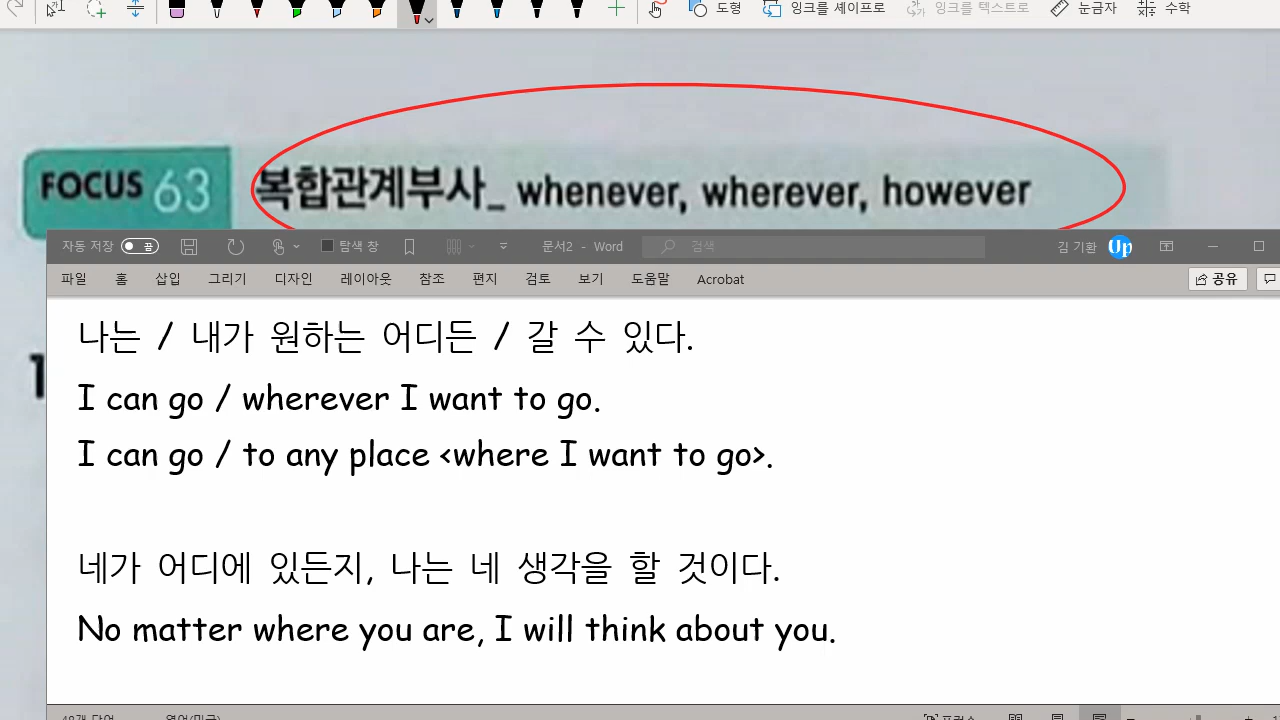 도형 잉크를 셰이프로 잉크를 텍스트로 눈금자 수학
FOCUS 63 복합관계부사_ whenever, wherever, however
자동 저장 끔 탐색 창 문서2 - Word 검색 김 기환 Up
파일 홈 삽입 그리기 디자인 레이아웃 참조 편지 검토 보기 도움말 Acrobat 공유
나는 / 내가 원하는 어디든 / 갈 수 있다.
1
I can go / wherever I want to go.
I can go / to any place <where I want to go>.
네가 어디에 있든지, 나는 네 생각을 할 것이다.
No matter where you are, I will think about you.